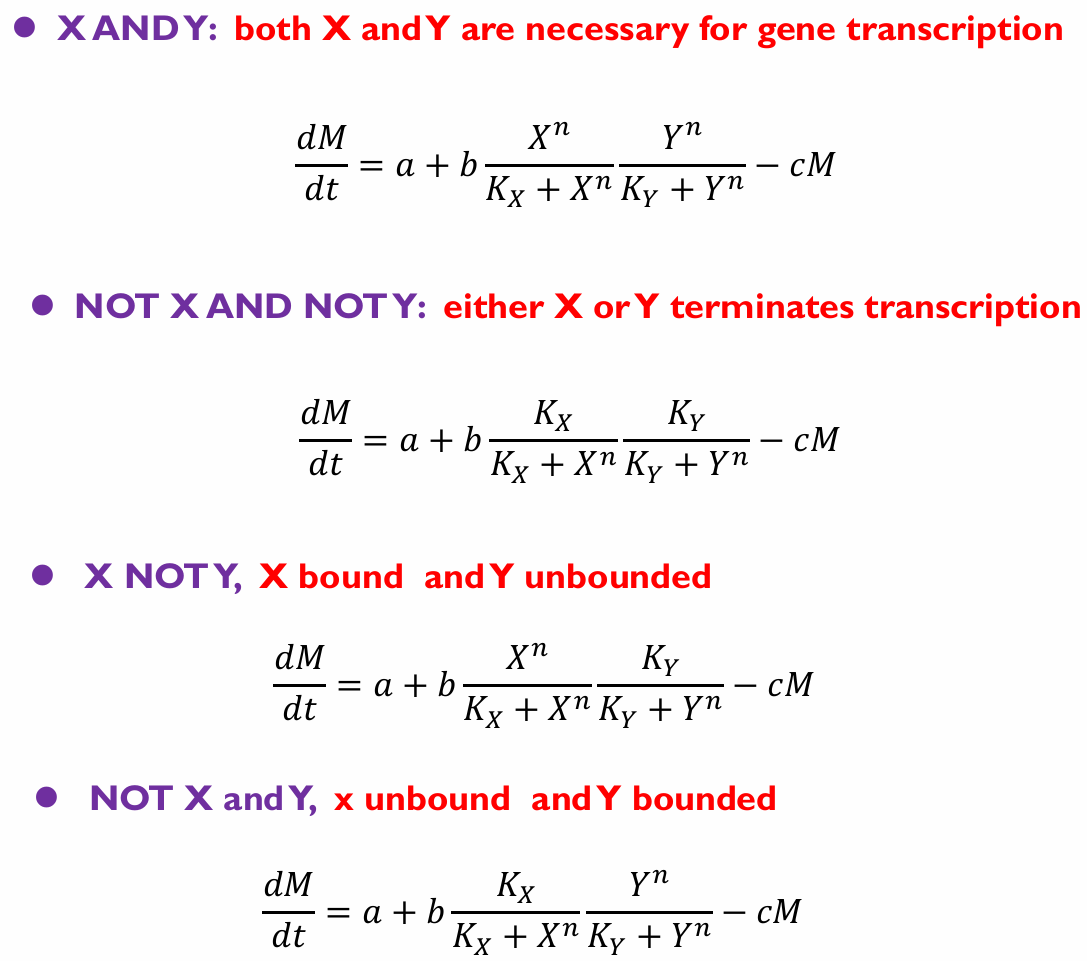 ● X AND Y: both X and Y are necessary for gene transcription
$\frac{dM}{dt} = a + b \frac{X^n}{K_X + X^n} \frac{Y^n}{K_Y + Y^n} - cM$
● NOT X AND NOT Y: either X or Y terminates transcription
$\frac{dM}{dt} = a + b \frac{K_X}{K_X + X^n} \frac{K_Y}{K_Y + Y^n} - cM$
● X NOT Y, X bound and Y unbounded
$\frac{dM}{dt} = a + b \frac{X^n}{K_X + X^n} \frac{K_Y}{K_Y + Y^n} - cM$
● NOT X and Y, x unbound and Y bounded
$\frac{dM}{dt} = a + b \frac{K_X}{K_X + X^n} \frac{Y^n}{K_Y + Y^n} - cM$